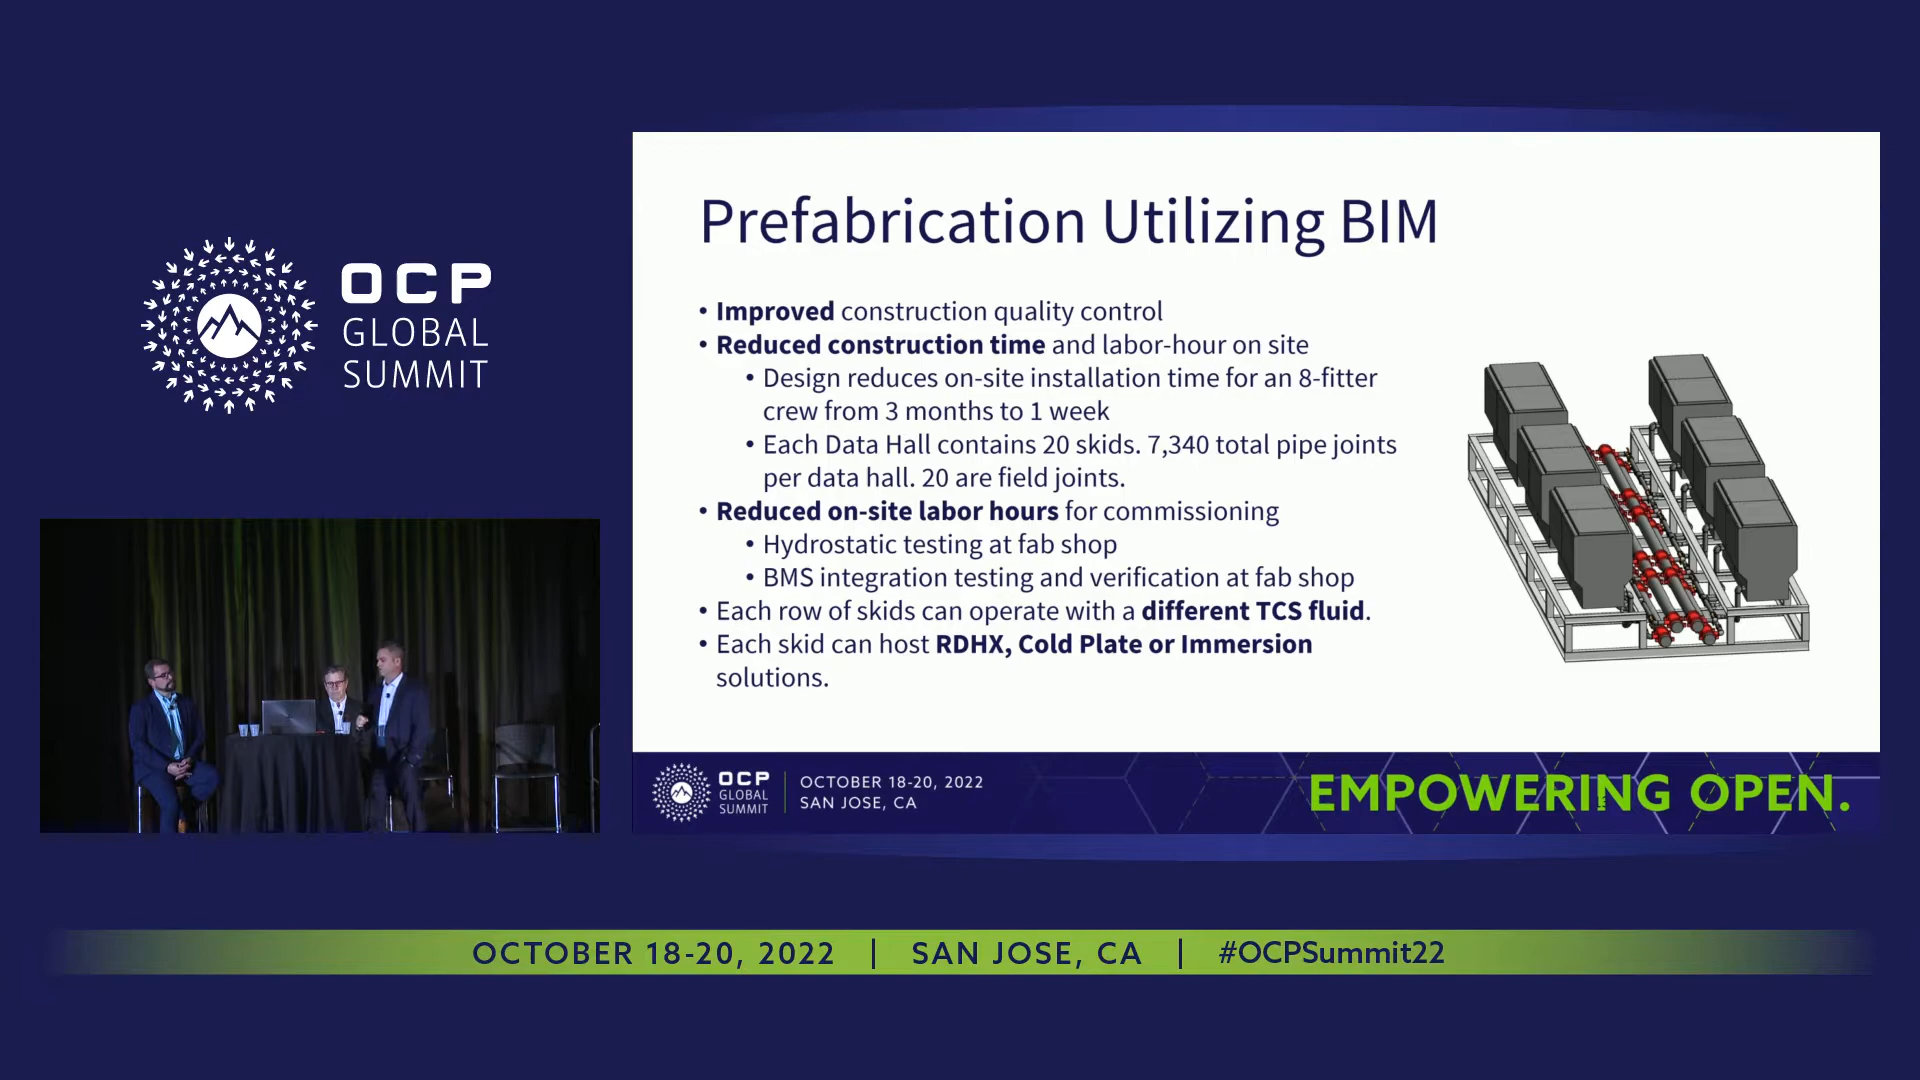 OCP
GLOBAL
SUMMIT
Prefabrication Utilizing BIM
• Improved construction quality control
• Reduced construction time and labor-hour on site
• Design reduces on-site installation time for an 8-fitter
crew from 3 months to 1 week
• Each Data Hall contains 20 skids. 7,340 total pipe joints
per data hall. 20 are field joints.
• Reduced on-site labor hours for commissioning
• Hydrostatic testing at fab shop
• BMS integration testing and verification at fab shop
• Each row of skids can operate with a different TCS fluid.
• Each skid can host RDHX, Cold Plate or Immersion
solutions.
OCP
GLOBAL
SUMMIT
OCTOBER 18-20, 2022
SAN JOSE, CA
EMPOWERING OPEN.
OCTOBER 18-20, 2022 | SAN JOSE, CA | #OCPSummit22